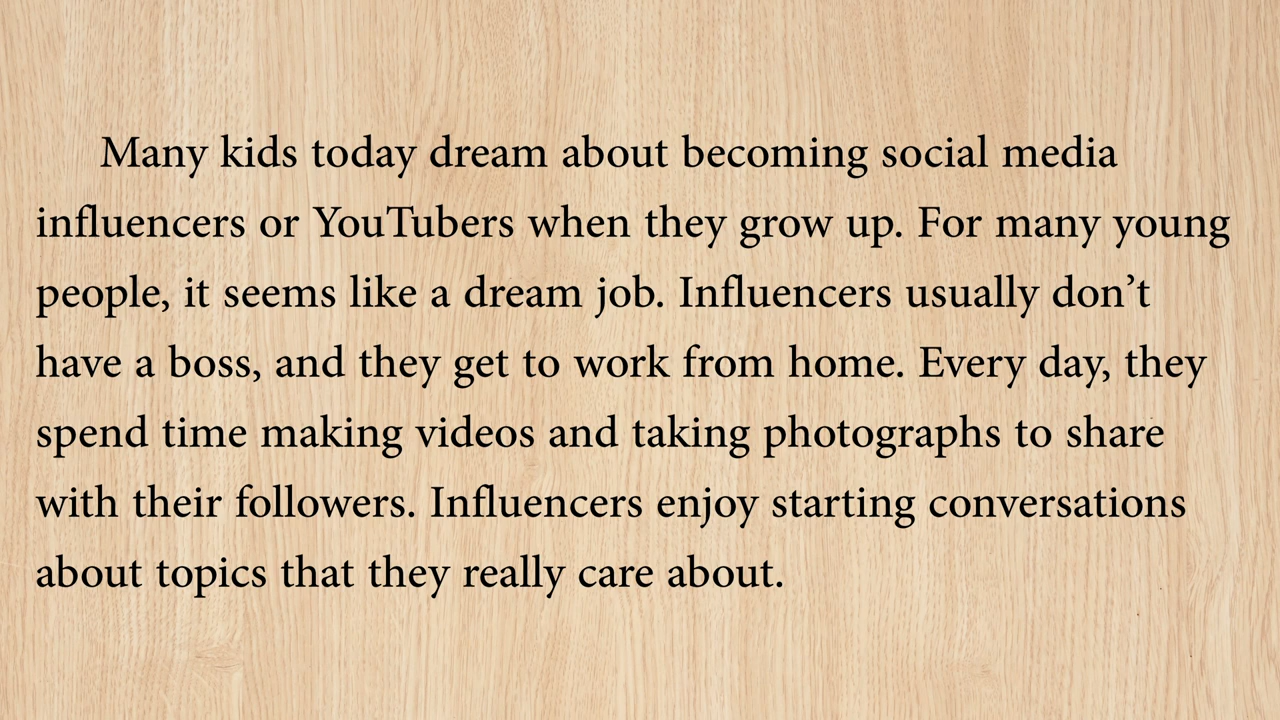 Many kids today dream about becoming social media
influencers or YouTubers when they grow up. For many young
people, it seems like a dream job. Influencers usually don’t
have a boss, and they get to work from home. Every day, they
spend time making videos and taking photographs to share
with their followers. Influencers enjoy starting conversations
about topics that they really care about.